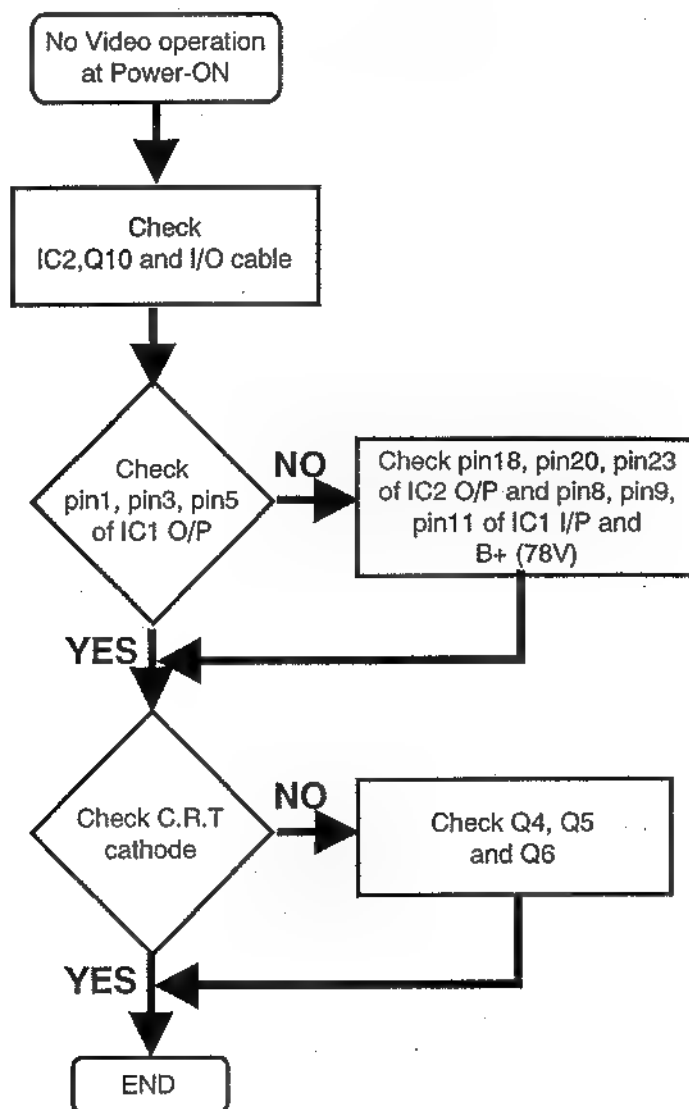 No Video operation
at Power-ON
Check
IC2,Q10 and I/O cable
Check
pin1, pin3, pin5
of IC1 O/P
NO
Check pin18, pin20, pin23
of IC2 O/P and pin8, pin9,
pin11 of IC1 I/P and
B+ (78V)
YES
Check C.R.T
cathode
NO
Check Q4, Q5
and Q6
YES
END